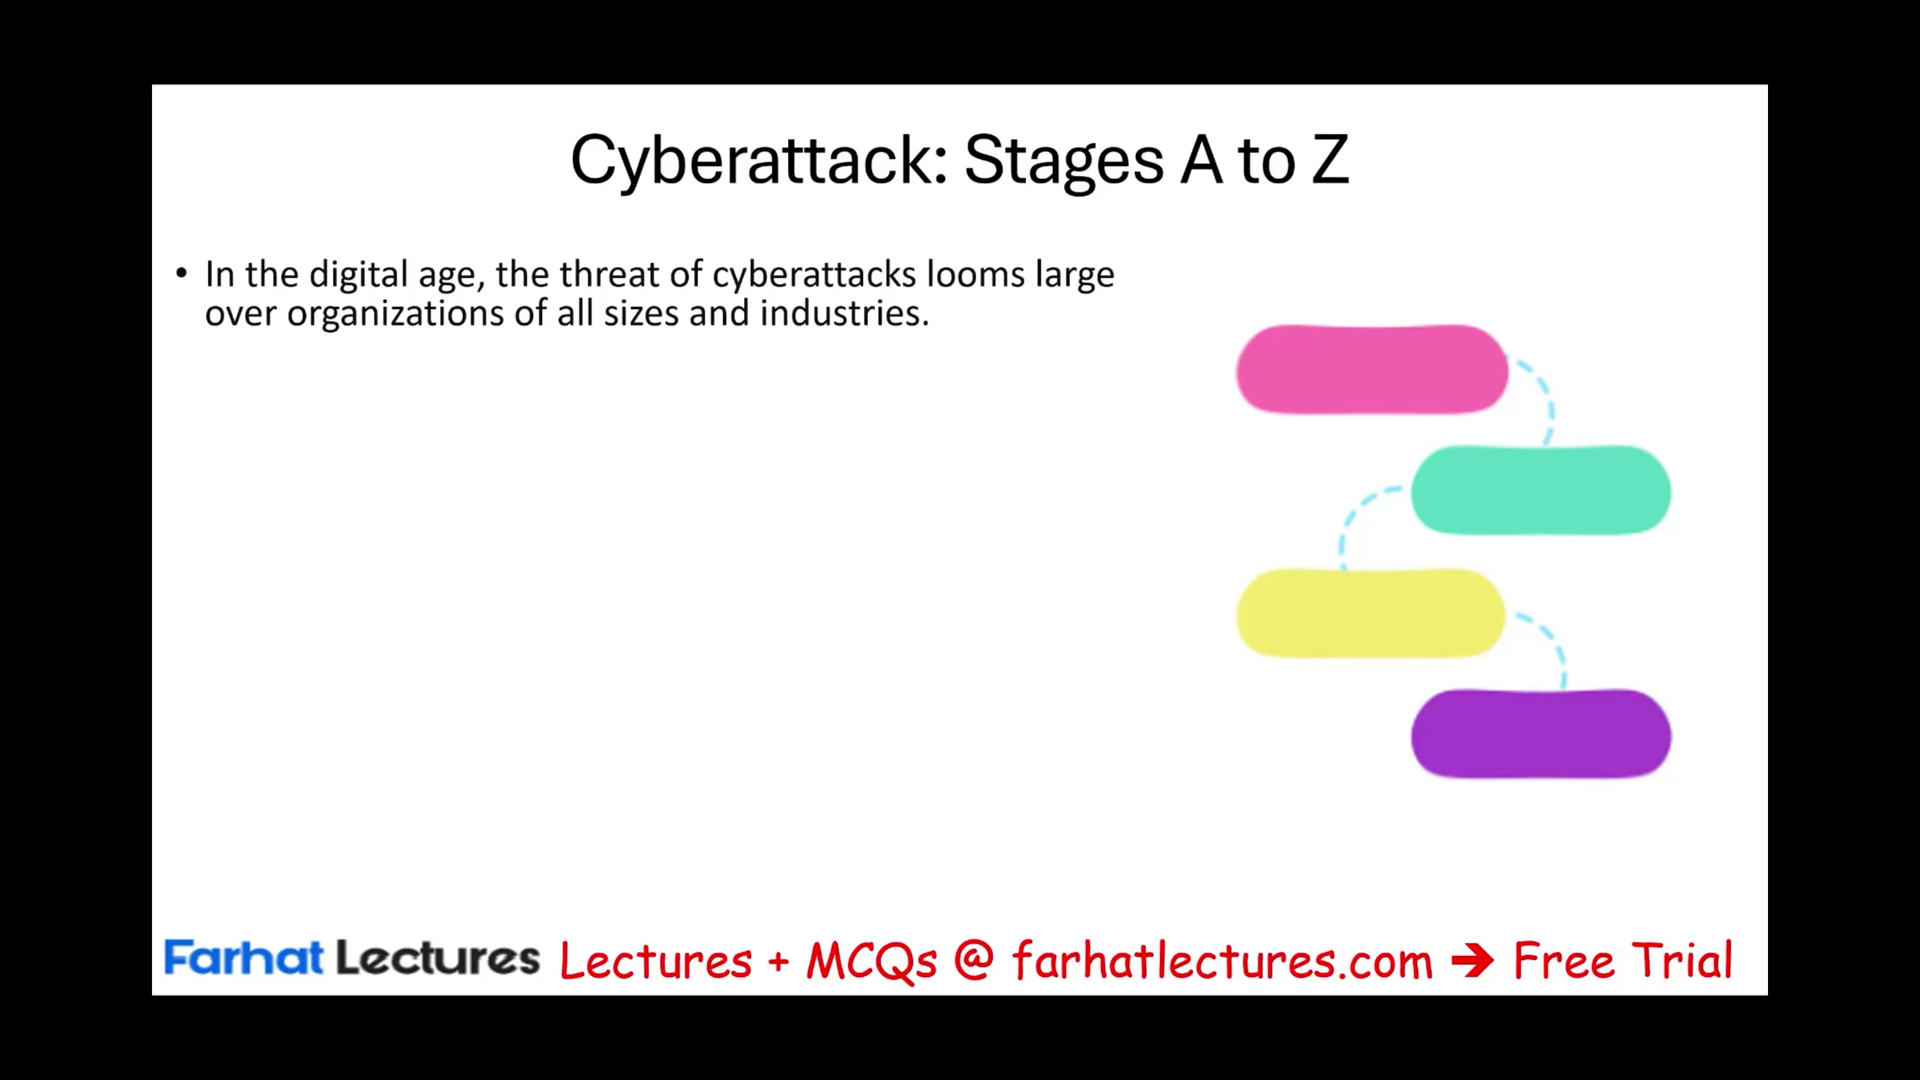 Cyberattack: Stages A to Z
• In the digital age, the threat of cyberattacks looms large
over organizations of all sizes and industries.
Farhat Lectures Lectures + MCQs @ farhatlectures.com ➔ Free Trial